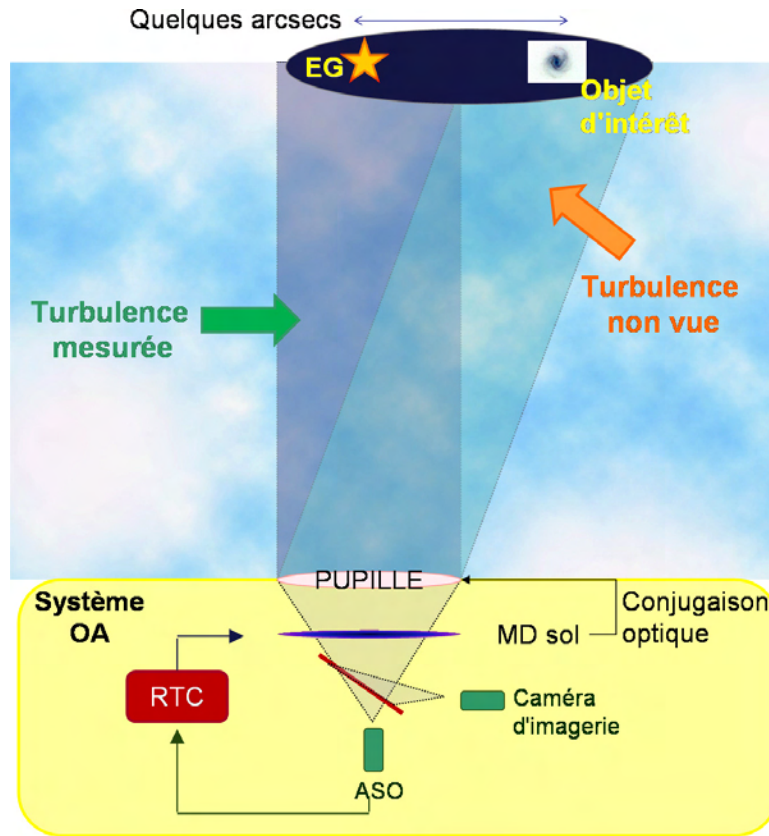 Quelques arcsecs
EG
Objet
d'intérêt
Turbulence
mesurée
Turbulence
non vue
PUPILLE
Système
OA
MD sol
Conjugaison
optique
RTC
Caméra
d'imagerie
ASO